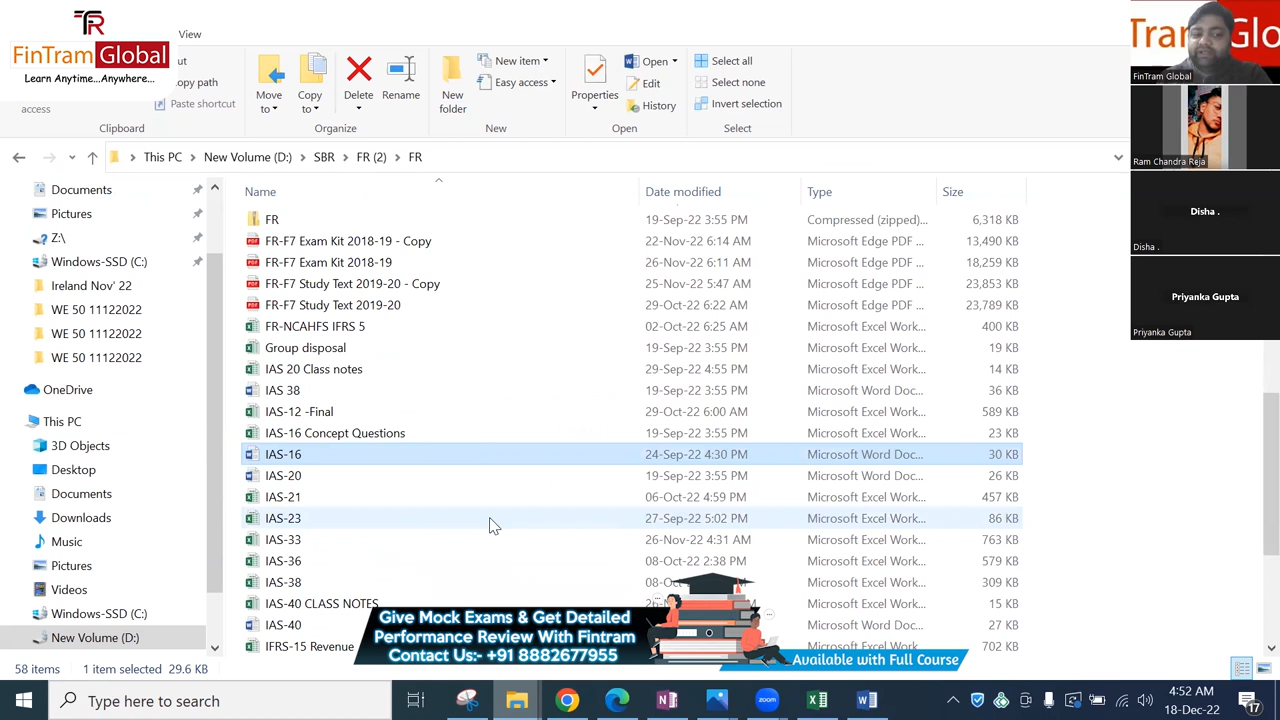 TR
FinTram Global
Learn Anytime...Anywhere...
View
ut
py path
Paste shortcut
access
Clipboard
Move to
Copy to
Delete
Rename
Organize
New folder
New item
Easy access
New
Properties
Open
Edit
History
Open
Select all
Select none
Invert selection
Select
This PC > New Volume (D:) > SBR > FR (2) > FR
Documents
Pictures
Z:\
Windows-SSD (C:)
Ireland Nov' 22
WE 50 11122022
WE 50 11122022
WE 50 11122022
OneDrive
This PC
3D Objects
Desktop
Documents
Downloads
Music
Pictures
Videos
Windows-SSD (C:)
New Volume (D:)
Name Date modified Type Size
FR 19-Sep-22 3:55 PM Compressed (zipped)... 6,318 KB
FR-F7 Exam Kit 2018-19 - Copy 22-Nov-22 6:14 AM Microsoft Edge PDF ... 13,490 KB
FR-F7 Exam Kit 2018-19 26-Nov-22 6:11 AM Microsoft Edge PDF ... 18,259 KB
FR-F7 Study Text 2019-20 - Copy 25-Nov-22 5:47 AM Microsoft Edge PDF ... 23,853 KB
FR-F7 Study Text 2019-20 29-Oct-22 6:22 AM Microsoft Edge PDF ... 23,789 KB
FR-NCAHFS IFRS 5 02-Oct-22 6:25 AM Microsoft Excel Work... 400 KB
Group disposal 19-Sep-22 3:55 PM Microsoft Excel Work... 19 KB
IAS 20 Class notes 29-Sep-22 4:55 PM Microsoft Excel Work... 14 KB
IAS 38 19-Sep-22 3:55 PM Microsoft Word Doc... 36 KB
IAS-12 -Final 29-Oct-22 6:00 AM Microsoft Excel Work... 589 KB
IAS-16 Concept Questions 19-Sep-22 3:55 PM Microsoft Excel Work... 23 KB
IAS-16 24-Sep-22 4:30 PM Microsoft Word Doc... 30 KB
IAS-20 19-Sep-22 3:55 PM Microsoft Word Doc... 26 KB
IAS-21 06-Oct-22 4:59 PM Microsoft Excel Work... 457 KB
IAS-23 27-Sep-22 5:02 PM Microsoft Excel Work... 86 KB
IAS-33 26-Nov-22 4:31 AM Microsoft Excel Work... 763 KB
IAS-36 08-Oct-22 2:38 PM Microsoft Excel Work... 579 KB
IAS-38 08-Oct Microsoft Excel Work... 309 KB
IAS-40 CLASS NOTES Microsoft Excel Work... 15 KB
IAS-40 Microsoft Word Doc... 27 KB
IFRS-15 Revenue Microsoft Excel Work... 702 KB
Give Mock Exams & Get Detailed
Performance Review With Fintram
Contact Us:- +91 8882677955
Available with Full Course
58 items 1 item selected 29.6 KB
Type here to search
zoom
4:52 AM
18-Dec-22
17
Tram Glo
FinTram Global
Ram Chandra Reja
Disha .
Disha .
Priyanka Gupta
Priyanka Gupta